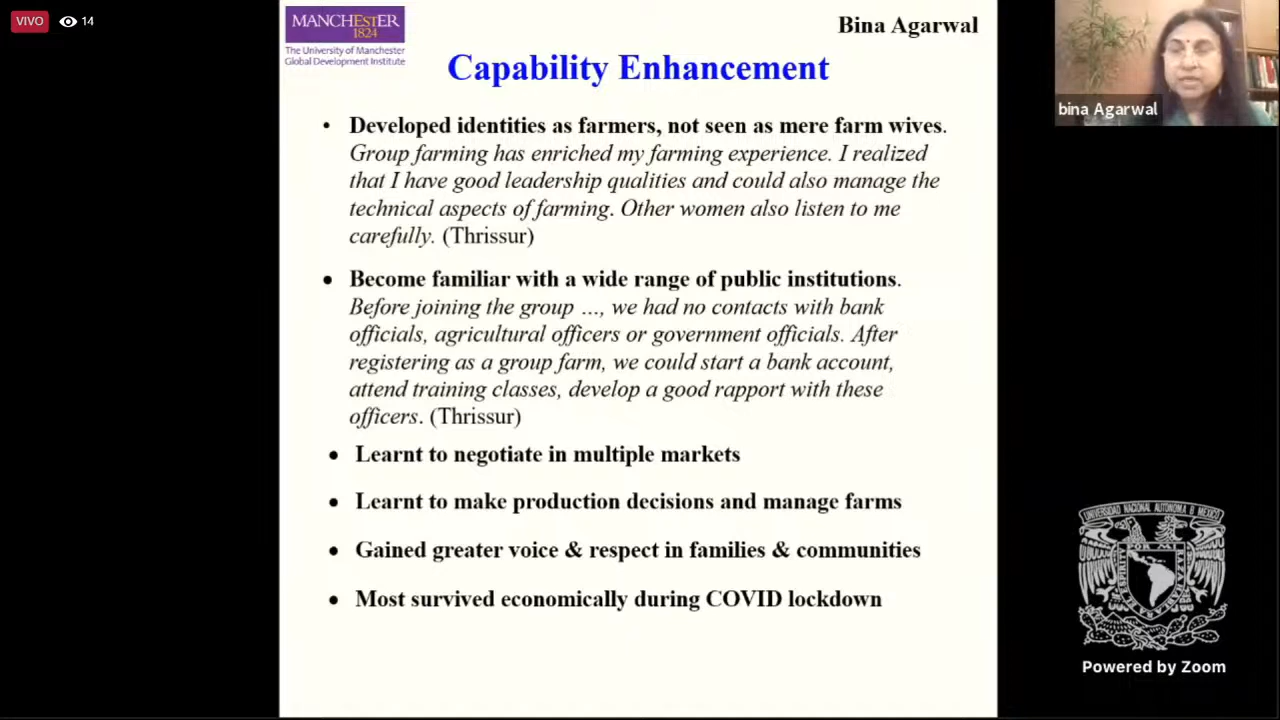 VIVO 14
MANCHESTER
1824
The University of Manchester
Global Development Institute
Bina Agarwal
Capability Enhancement
bina Agarwal
• Developed identities as farmers, not seen as mere farm wives.
Group farming has enriched my farming experience. I realized
that I have good leadership qualities and could also manage the
technical aspects of farming. Other women also listen to me
carefully. (Thrissur)
• Become familiar with a wide range of public institutions.
Before joining the group …, we had no contacts with bank
officials, agricultural officers or government officials. After
registering as a group farm, we could start a bank account,
attend training classes, develop a good rapport with these
officers. (Thrissur)
• Learnt to negotiate in multiple markets
• Learnt to make production decisions and manage farms
• Gained greater voice & respect in families & communities
• Most survived economically during COVID lockdown
UNIVERSIDAD NACIONAL AUTONOMA
MEXICO
POR MI
ESPIRITU
Powered by Zoom